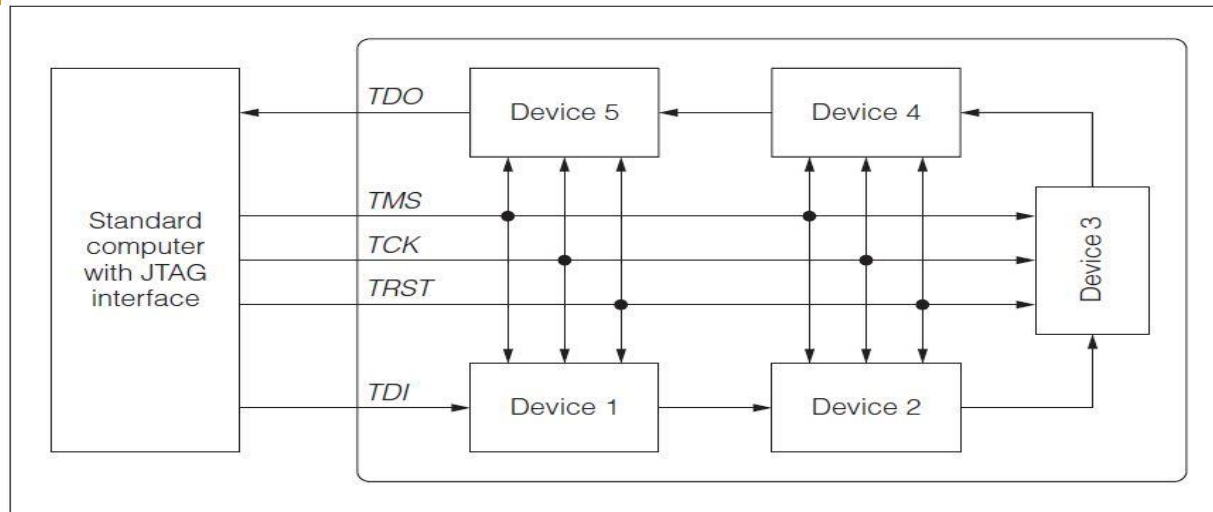 TDO
Device 5
Device 4
TMS
Standard
computer
with JTAG
interface
TCK
TRST
Device 3
TDI
Device 1
Device 2